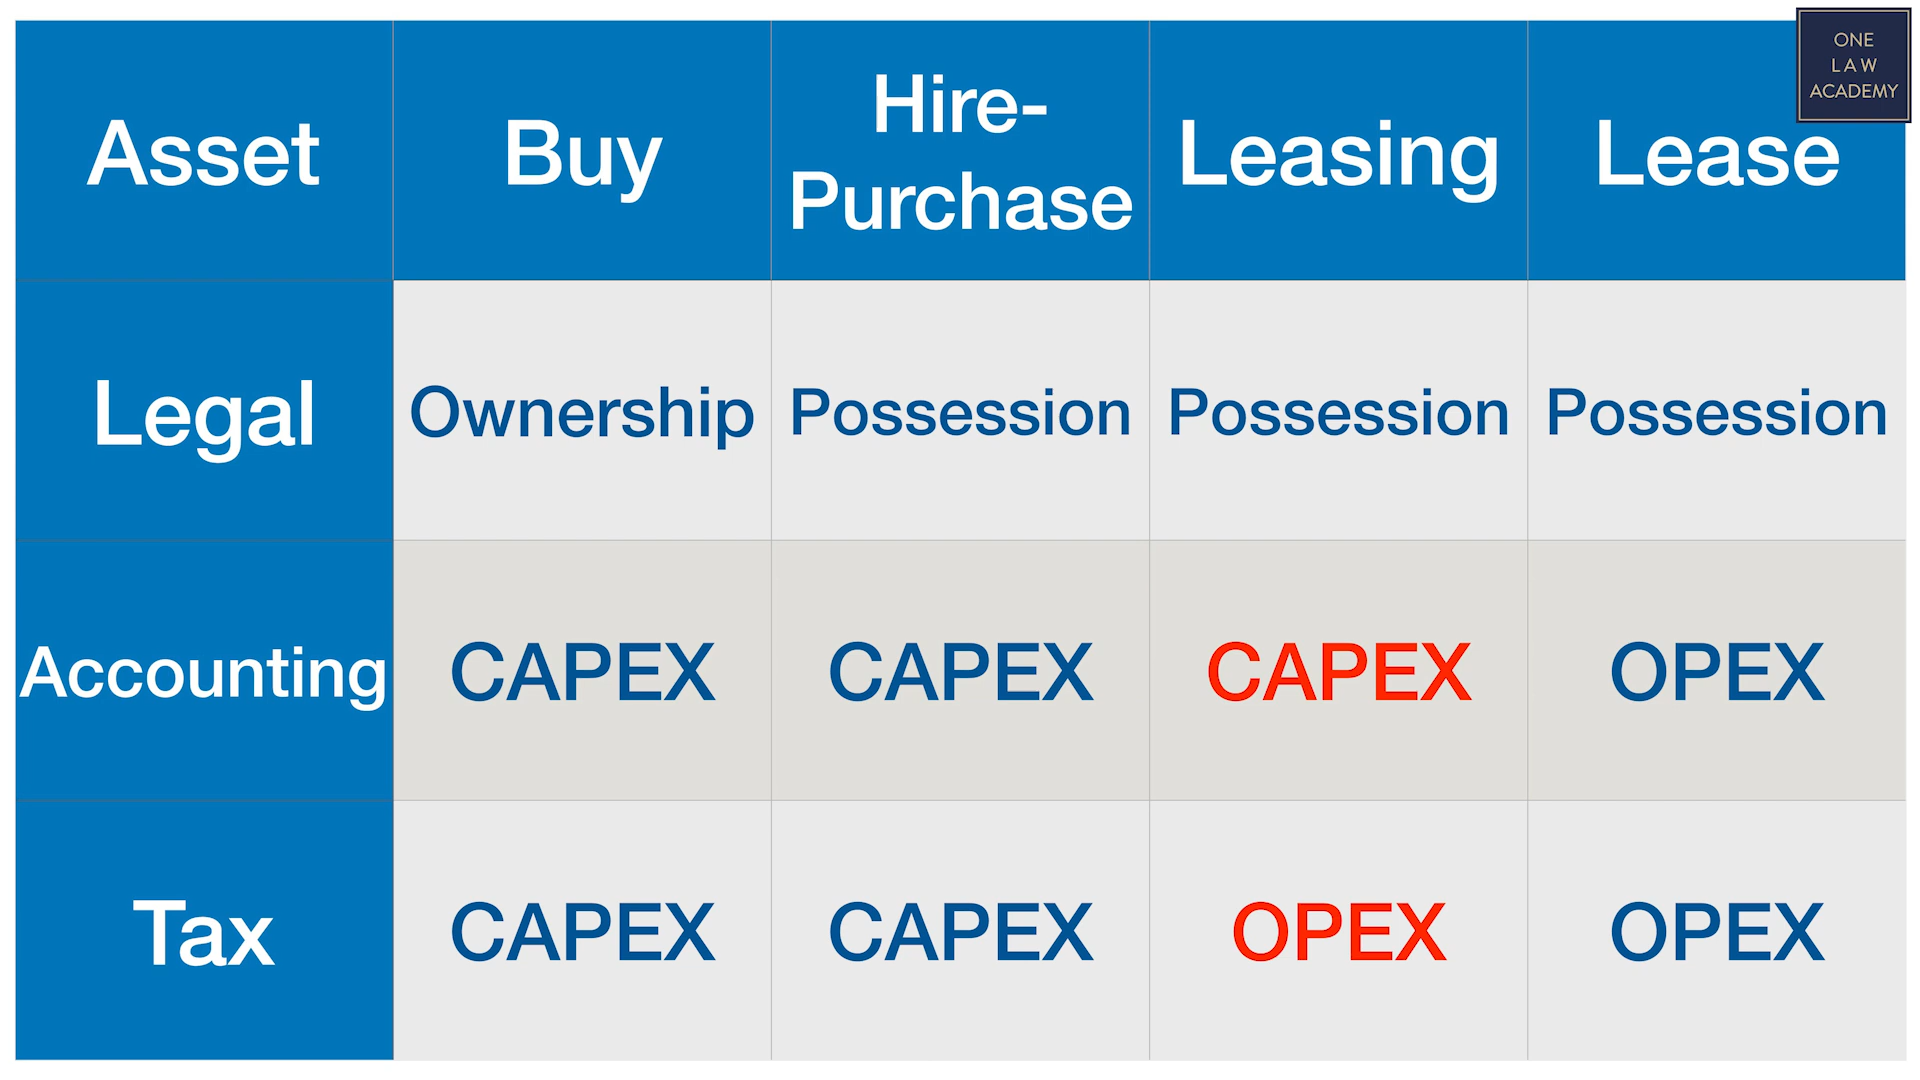 ONE
LAW
ACADEMY
Asset
Buy
Hire-
Purchase
Leasing
Lease
Legal
Ownership
Possession
Possession
Possession
Accounting
CAPEX
CAPEX
CAPEX
OPEX
Tax
CAPEX
CAPEX
OPEX
OPEX